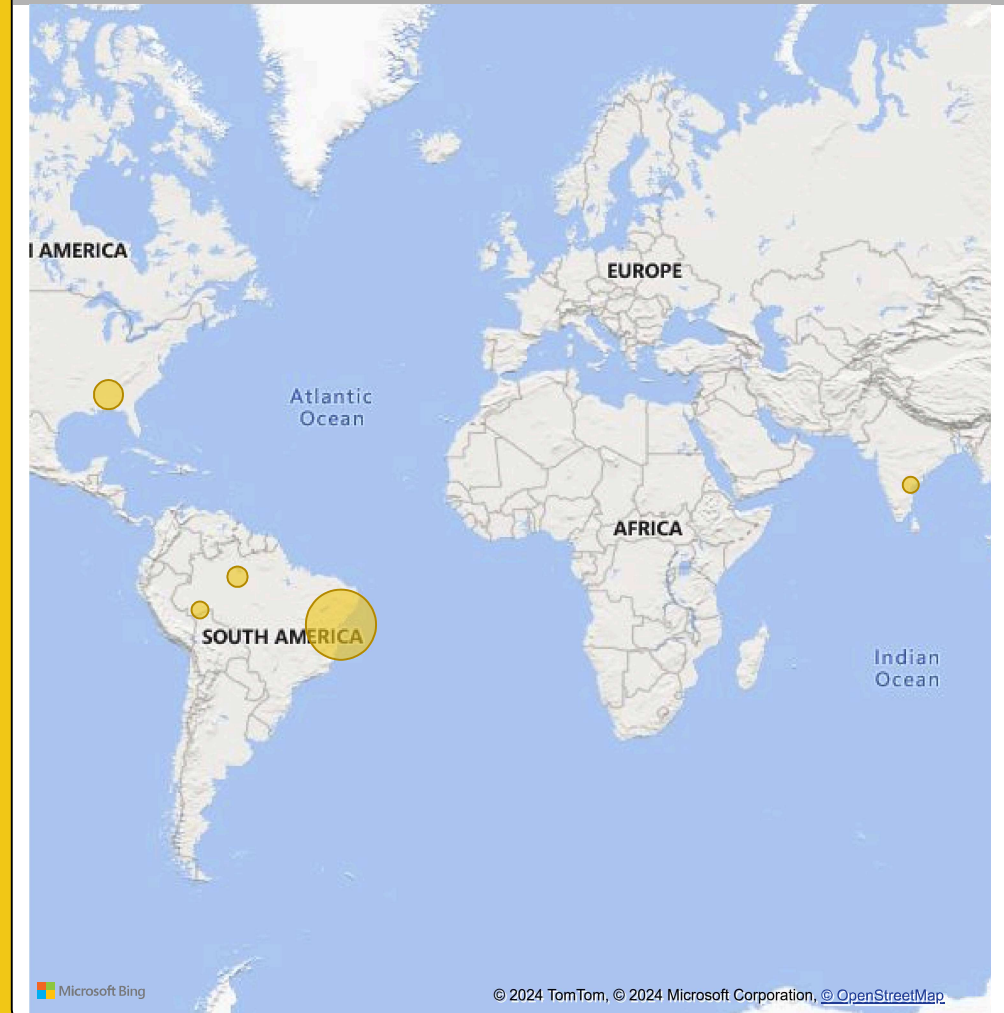 I AMERICA
EUROPE
Atlantic
Ocean
AFRICA
SOUTH AMERICA
Indian
Ocean
Microsoft Bing
© 2024 TomTom, © 2024 Microsoft Corporation, © OpenStreetMap